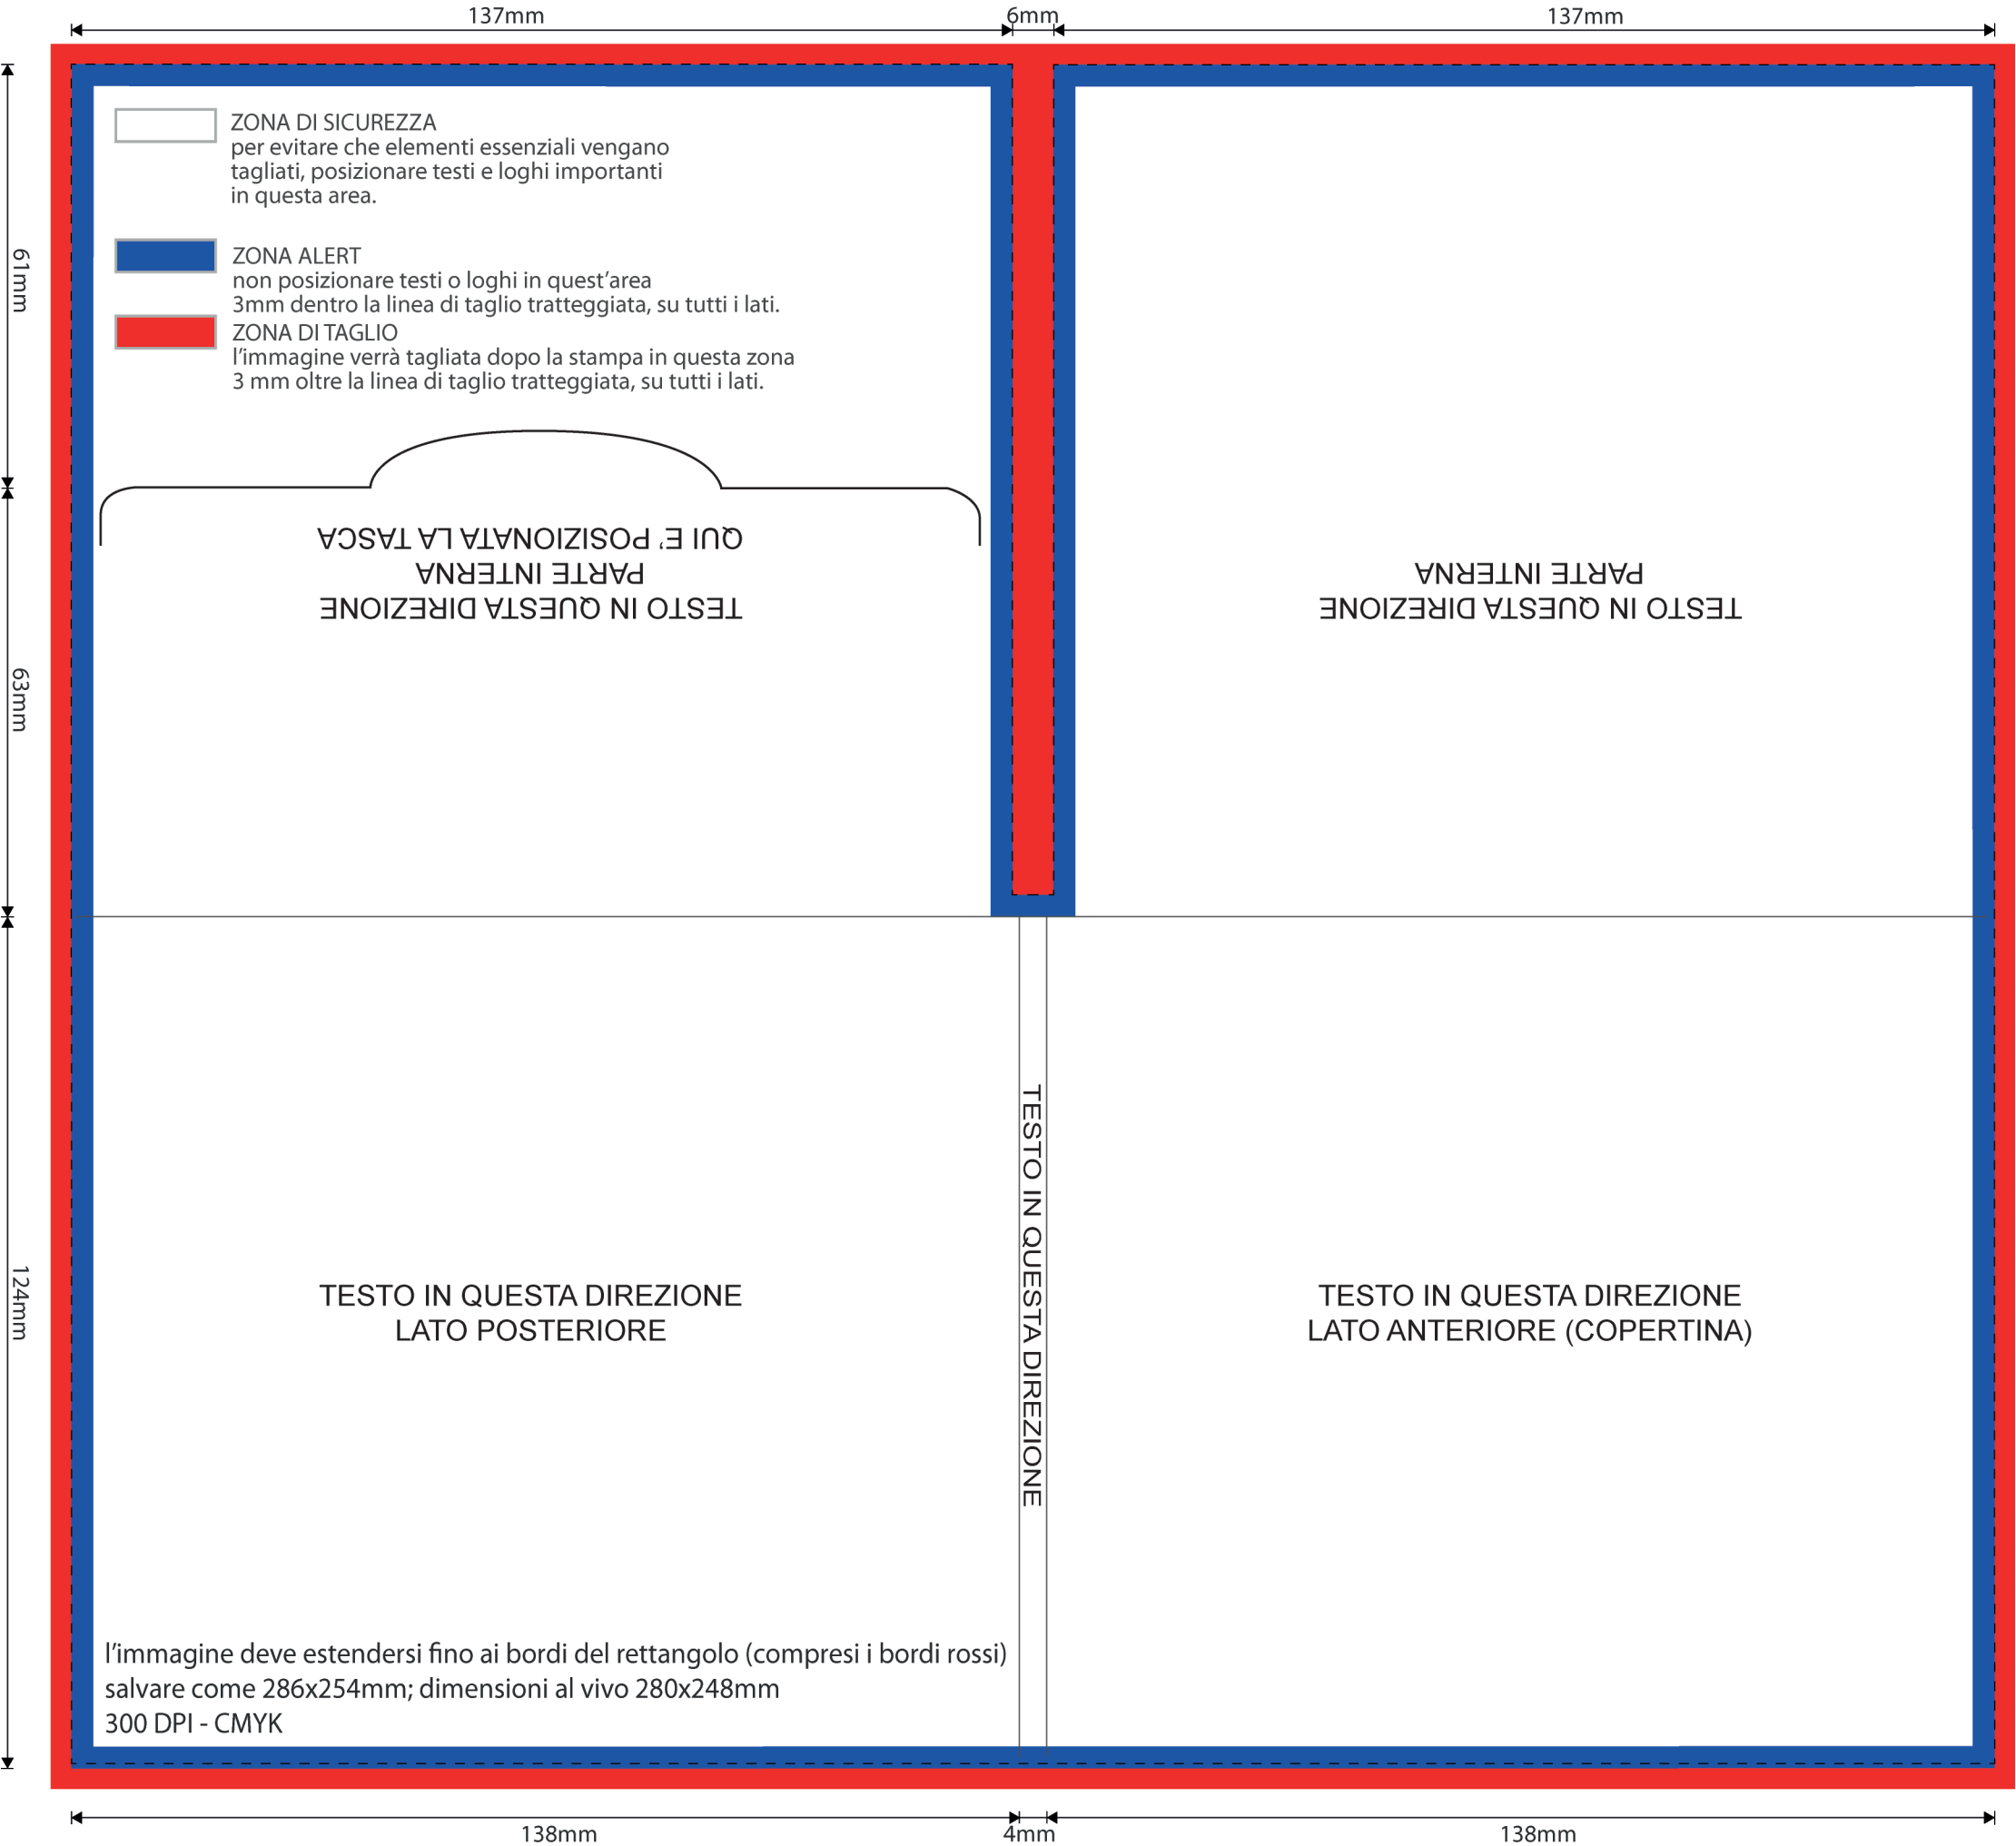 137mm
6mm
137mm
ZONA DI SICUREZZA
per evitare che elementi essenziali vengano
tagliati, posizionare testi e loghi importanti
in questa area.
61mm
ZONA ALERT
non posizionare testi o loghi in quest'area
3mm dentro la linea di taglio tratteggiata, su tutti i lati.
ZONA DI TAGLIO
l'immagine verrà tagliata dopo la stampa in questa zona
3 mm oltre la linea di taglio tratteggiata, su tutti i lati.
TESTO IN QUESTA DIREZIONE
PARTE INTERNA
QUI E' POSIZIONATA LA TASCA
TESTO IN QUESTA DIREZIONE
PARTE INTERNA
63mm
TESTO IN QUESTA DIREZIONE
LATO POSTERIORE
TESTO IN QUESTA DIREZIONE
TESTO IN QUESTA DIREZIONE
LATO ANTERIORE (COPERTINA)
124mm
l'immagine deve estendersi fino ai bordi del rettangolo (compresi i bordi rossi)
salvare come 286x254mm; dimensioni al vivo 280x248mm
300 DPI - CMYK
138mm
4mm
138mm